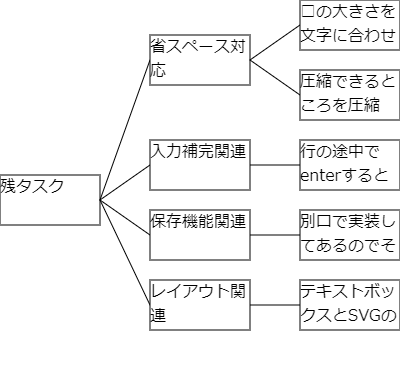 残タスク
省スペース対
応
□の大きさを
文字に合わせ
圧縮できると
ころを圧縮
入力補完関連
行の途中で
enterすると
保存機能関連
別口で実装し
てあるのでそ
レイアウト関
連
テキストボッ
クスとSVGの